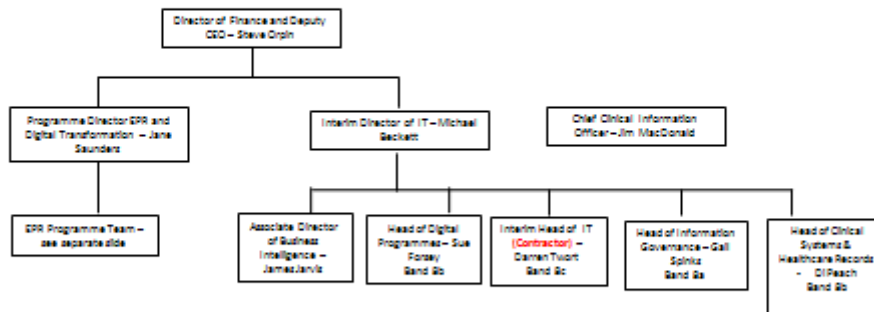 Director of Finance and Deputy
CEO – Steve Orpin
Programme Director EPR and
Digital Transformation – Jane
Saunders
Interim Director of IT – Michael
Beckett
Chief Clinical Information
Officer – Jim MacDonald
EPR Programme Team –
see separate slide
Associate Director
of Business
Intelligence –
James Jarvis
Head of Digital
Programmes – Sue
Forsey
Band 8b
Interim Head of IT
(Contractor) –
Darren Twort
Band 8c
Head of Information
Governance – Gail
Spinks
Band 8a
Head of Clinical
Systems &
Healthcare Records
- Di Peach
Band 8b